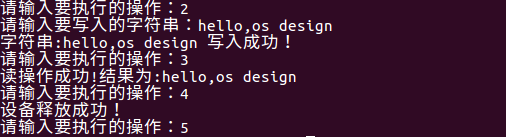 请输入要执行的操作：2
请输入要写入的字符串：hello,os design
字符串:hello,os design 写入成功！
请输入要执行的操作：3
读操作成功!结果为:hello,os design
请输入要执行的操作：4
设备释放成功！
请输入要执行的操作：5